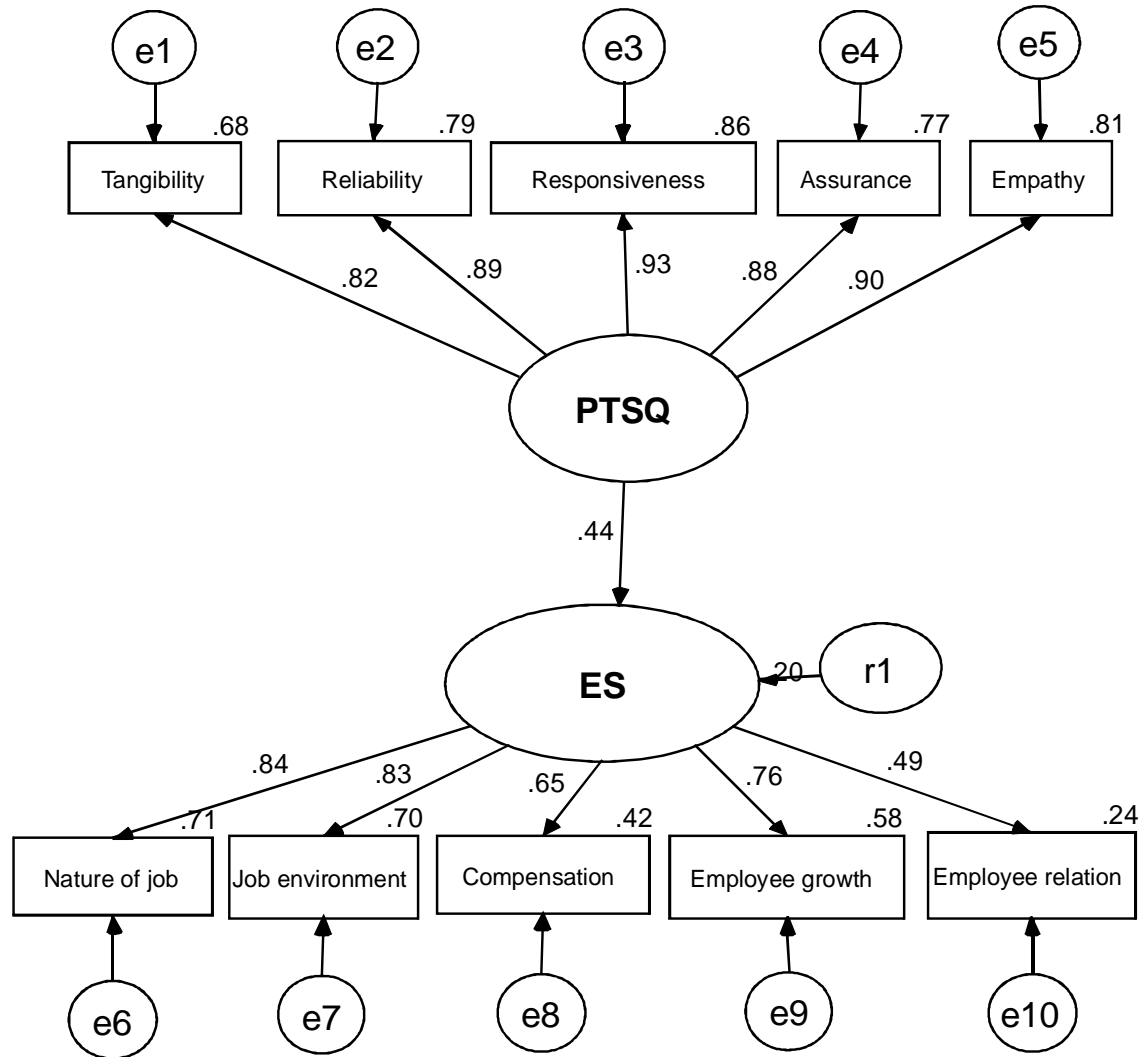 e1
e2
e3
e4
e5
.68
.79
.86
.77
.81
Tangibility
Reliability
Responsiveness
Assurance
Empathy
.82
.89
.93
.88
.90
PTSQ
.44
ES
.20
r1
.84
.83
.65
.76
.49
.71
.70
.42
.58
.24
Nature of job
Job environment
Compensation
Employee growth
Employee relation
e6
e7
e8
e9
e10